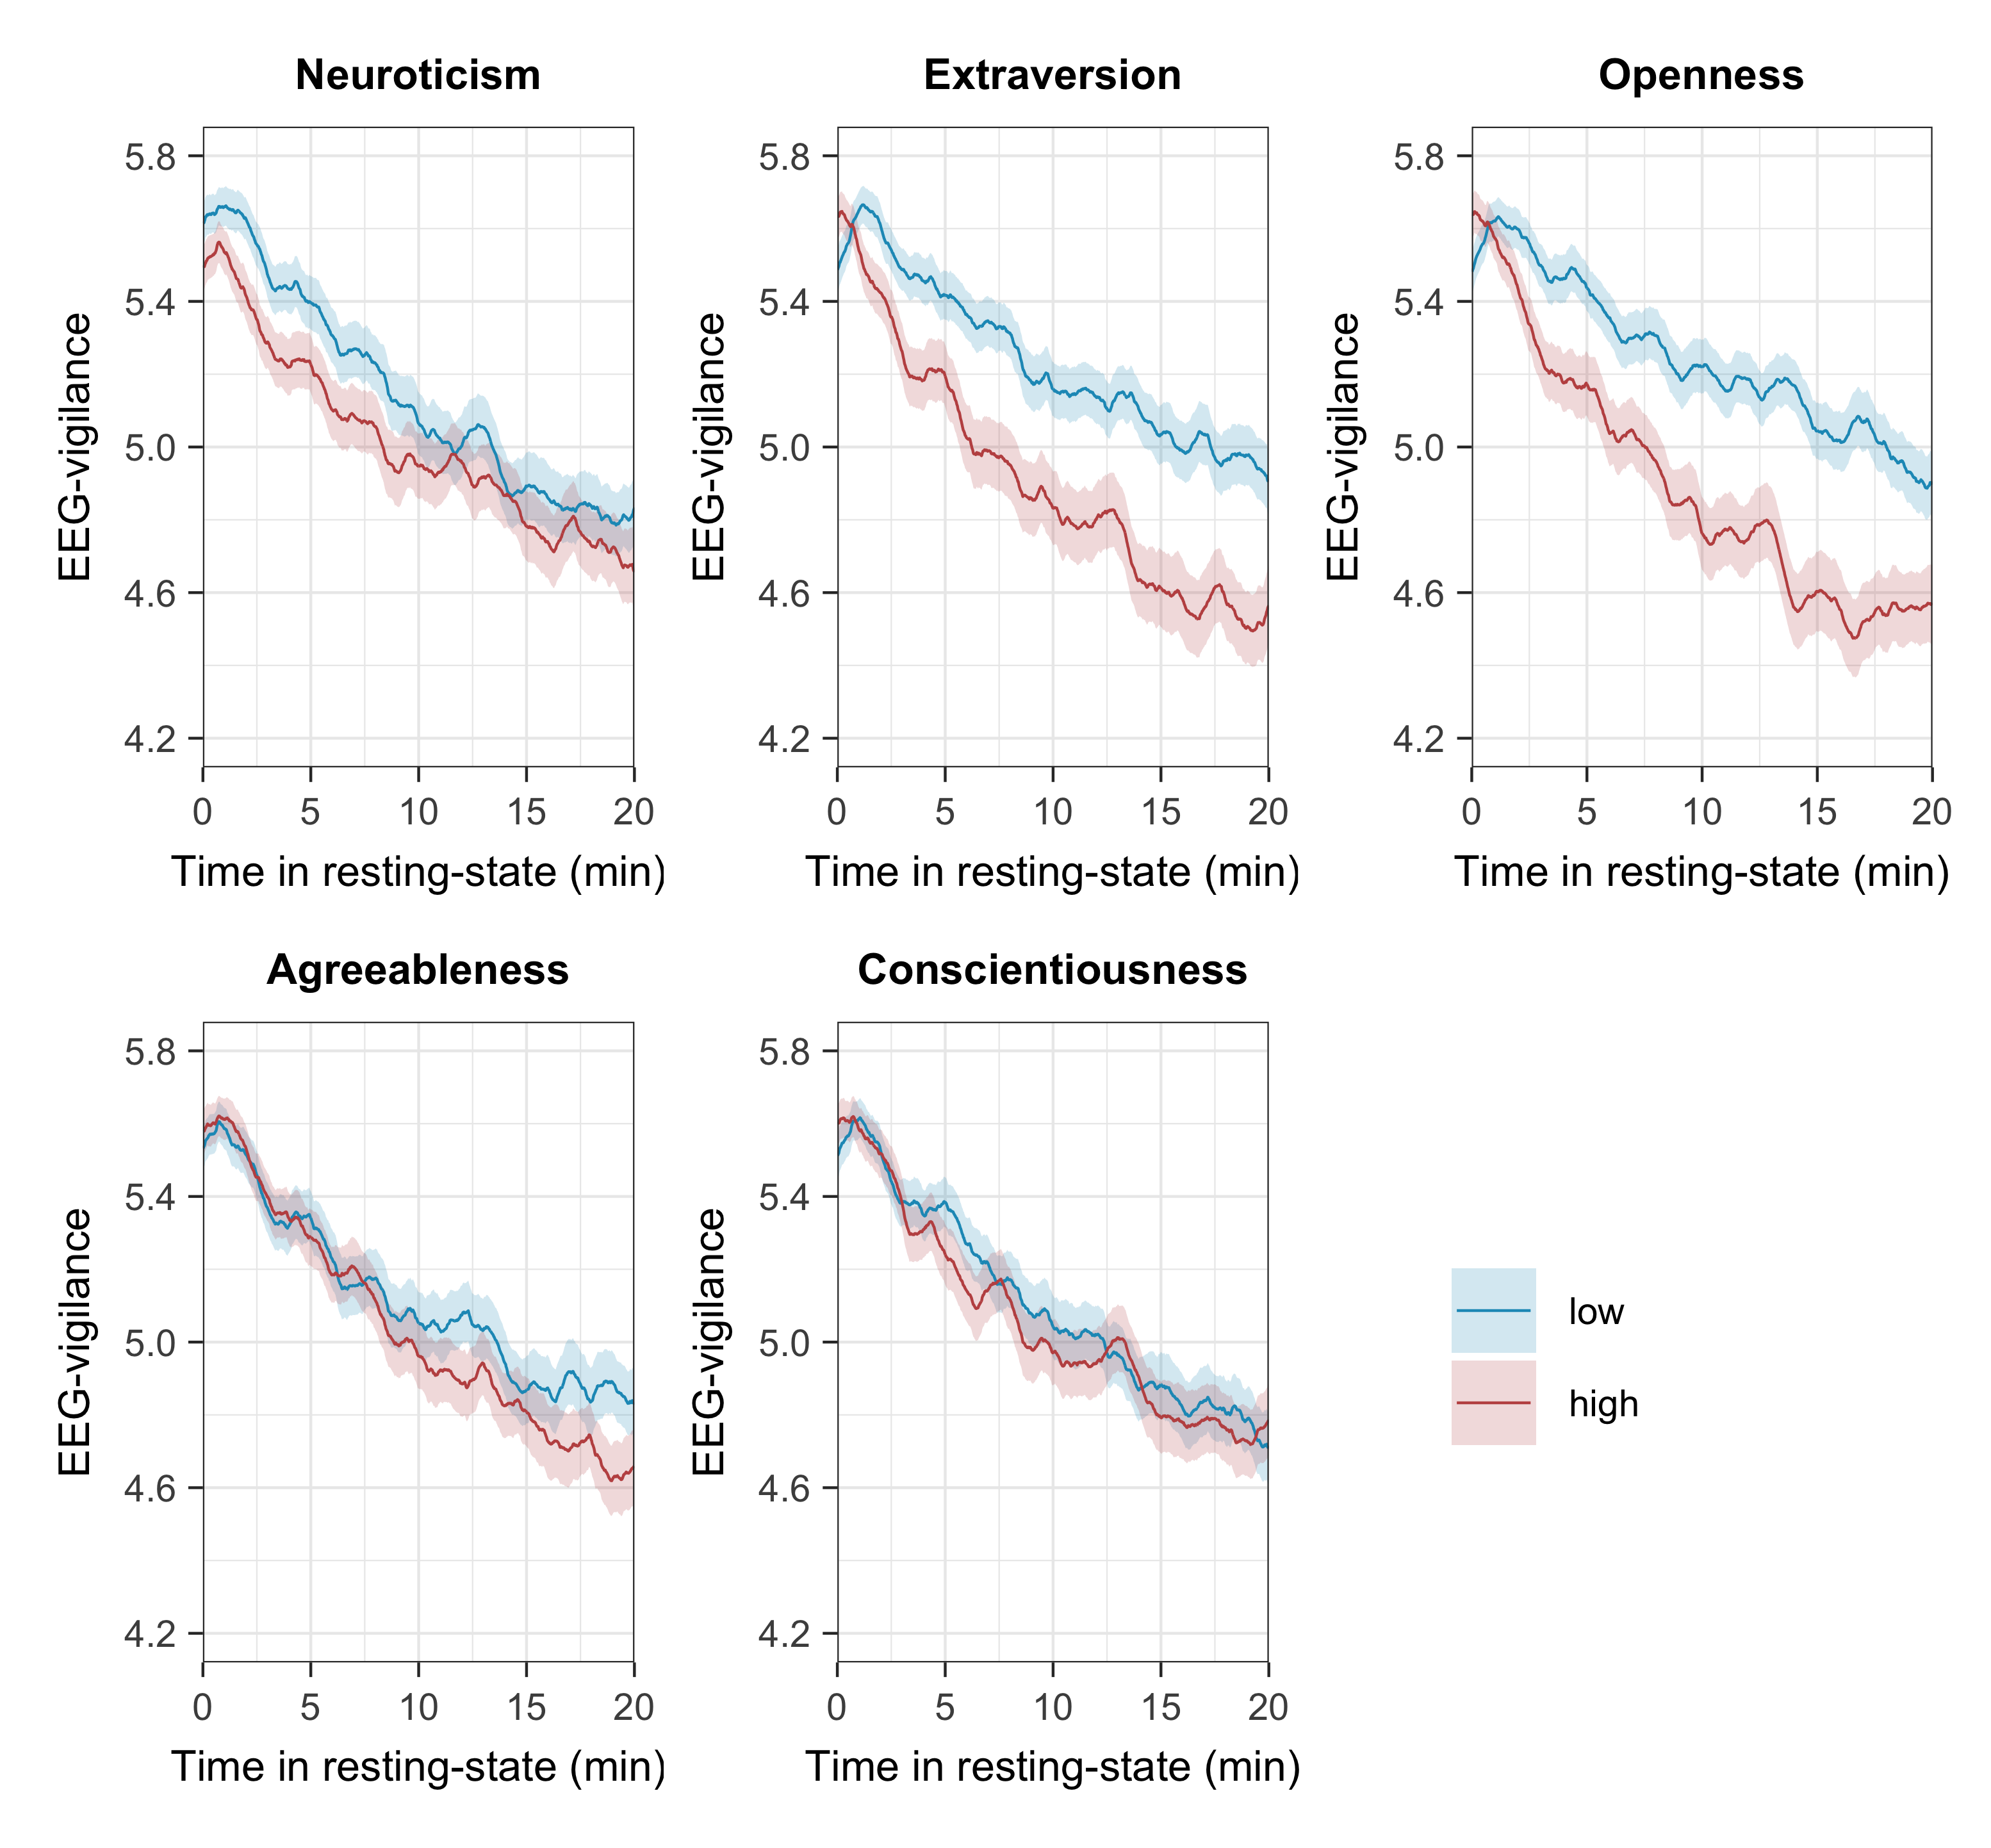 Neuroticism
Extraversion
Openness
5.8
5.4
5.0
4.6
4.2
EEG-vigilance
0 5 10 15 20
Time in resting-state (min)
5.8
5.4
5.0
4.6
4.2
EEG-vigilance
0 5 10 15 20
Time in resting-state (min)
5.8
5.4
5.0
4.6
4.2
EEG-vigilance
0 5 10 15 20
Time in resting-state (min)
Agreeableness
Conscientiousness
5.8
5.4
5.0
4.6
4.2
EEG-vigilance
0 5 10 15 20
Time in resting-state (min)
5.8
5.4
5.0
4.6
4.2
EEG-vigilance
0 5 10 15 20
Time in resting-state (min)
low
high